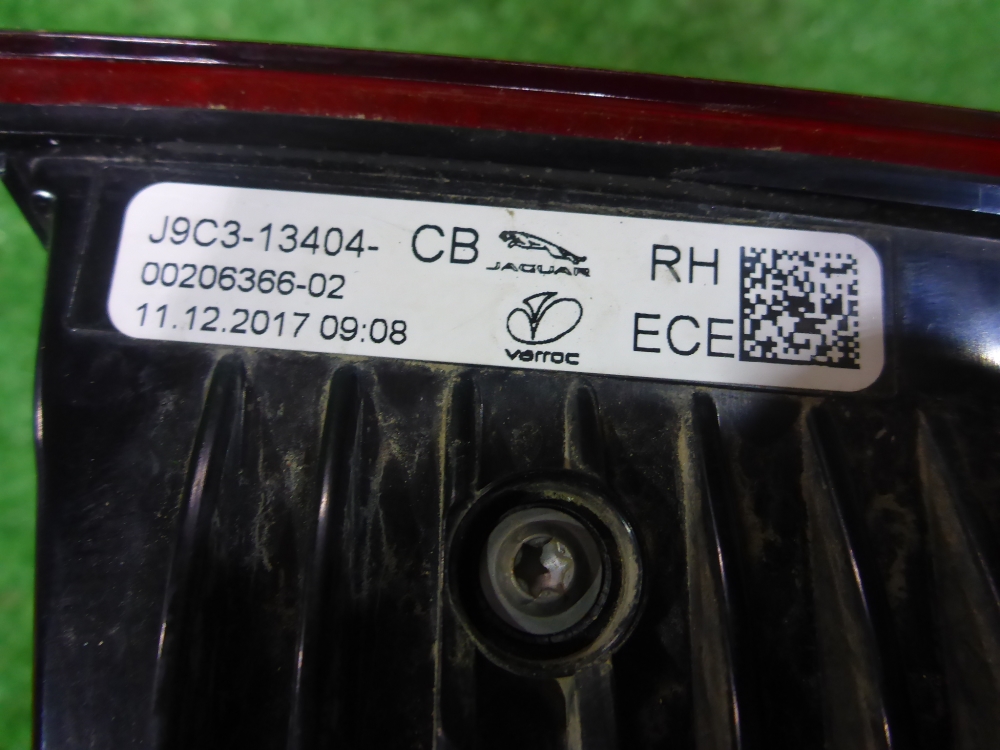 J9C3-13404- CB JAGUAR RH
00206366-02
11.12.2017 09:08 varroc ECE